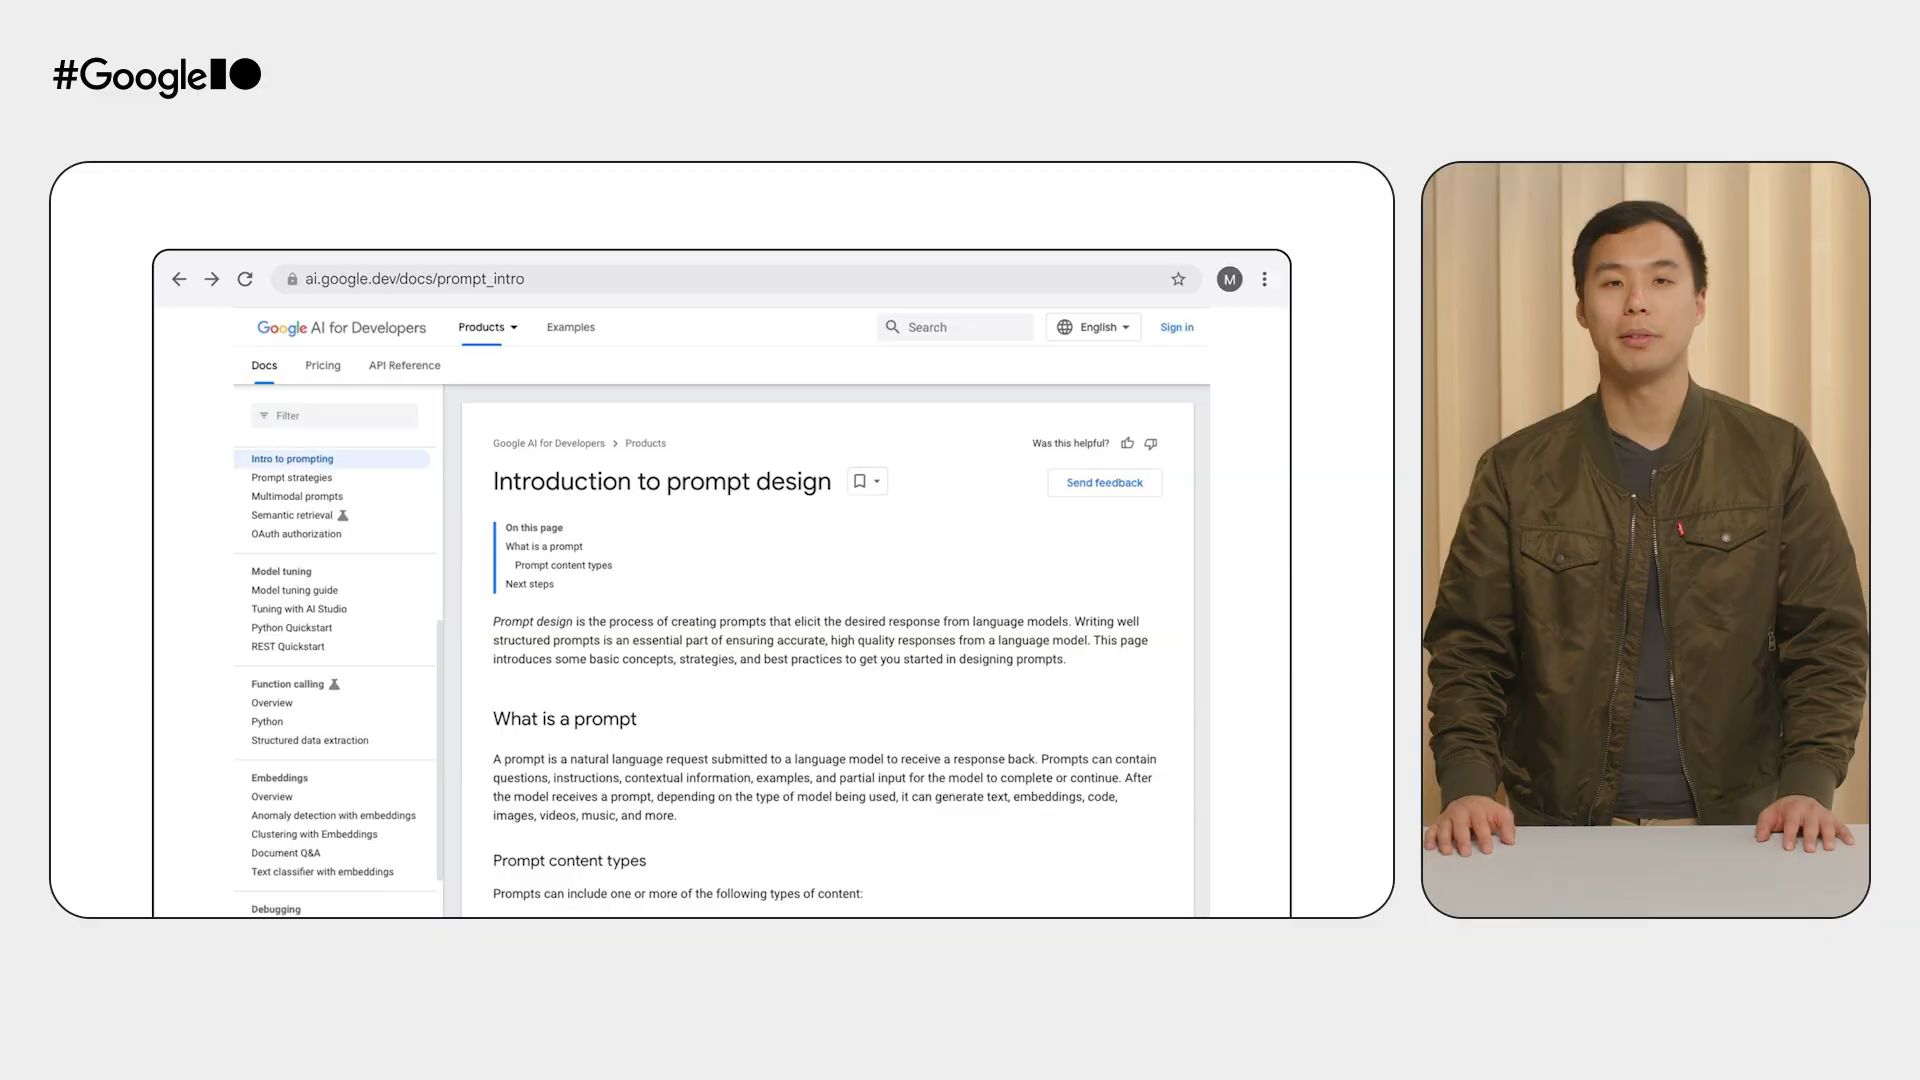 #GoogleIO
ai.google.dev/docs/prompt_intro
M
Google AI for Developers
Products
Examples
Search
English
Sign in
Docs
Pricing
API Reference
Filter
Intro to prompting
Prompt strategies
Multimodal prompts
Semantic retrieval
OAuth authorization
Model tuning
Model tuning guide
Tuning with AI Studio
Python Quickstart
REST Quickstart
Function calling
Overview
Python
Structured data extraction
Embeddings
Overview
Anomaly detection with embeddings
Clustering with Embeddings
Document Q&A
Text classifier with embeddings
Debugging
Google AI for Developers > Products
Was this helpful?
Introduction to prompt design
Send feedback
On this page
What is a prompt
Prompt content types
Next steps
Prompt design is the process of creating prompts that elicit the desired response from language models. Writing well
structured prompts is an essential part of ensuring accurate, high quality responses from a language model. This page
introduces some basic concepts, strategies, and best practices to get you started in designing prompts.
What is a prompt
A prompt is a natural language request submitted to a language model to receive a response back. Prompts can contain
questions, instructions, contextual information, examples, and partial input for the model to complete or continue. After
the model receives a prompt, depending on the type of model being used, it can generate text, embeddings, code,
images, videos, music, and more.
Prompt content types
Prompts can include one or more of the following types of content: